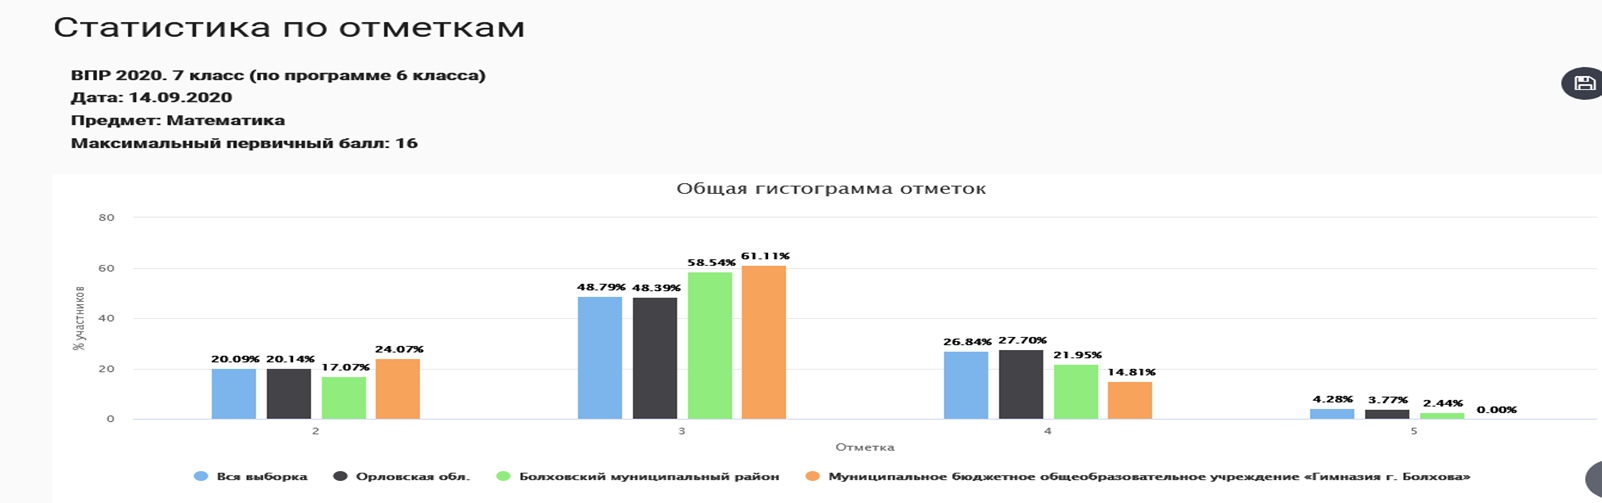 Статистика по отметкам
ВПР 2020. 7 класс (по программе 6 класса)
Дата: 14.09.2020
Предмет: Математика
Максимальный первичный балл: 16
Общая гистограмма отметок
% участников
80
60
40
20
0
20.09% 20.14% 17.07% 24.07%
48.79% 48.39% 58.54% 61.11%
26.84% 27.70% 21.95% 14.81%
4.28% 3.77% 2.44% 0.00%
2 3 4 5
Отметка
Вся выборка Орловская обл. Болховский муниципальный район Муниципальное бюджетное общеобразовательное учреждение «Гимназия г. Болхова»